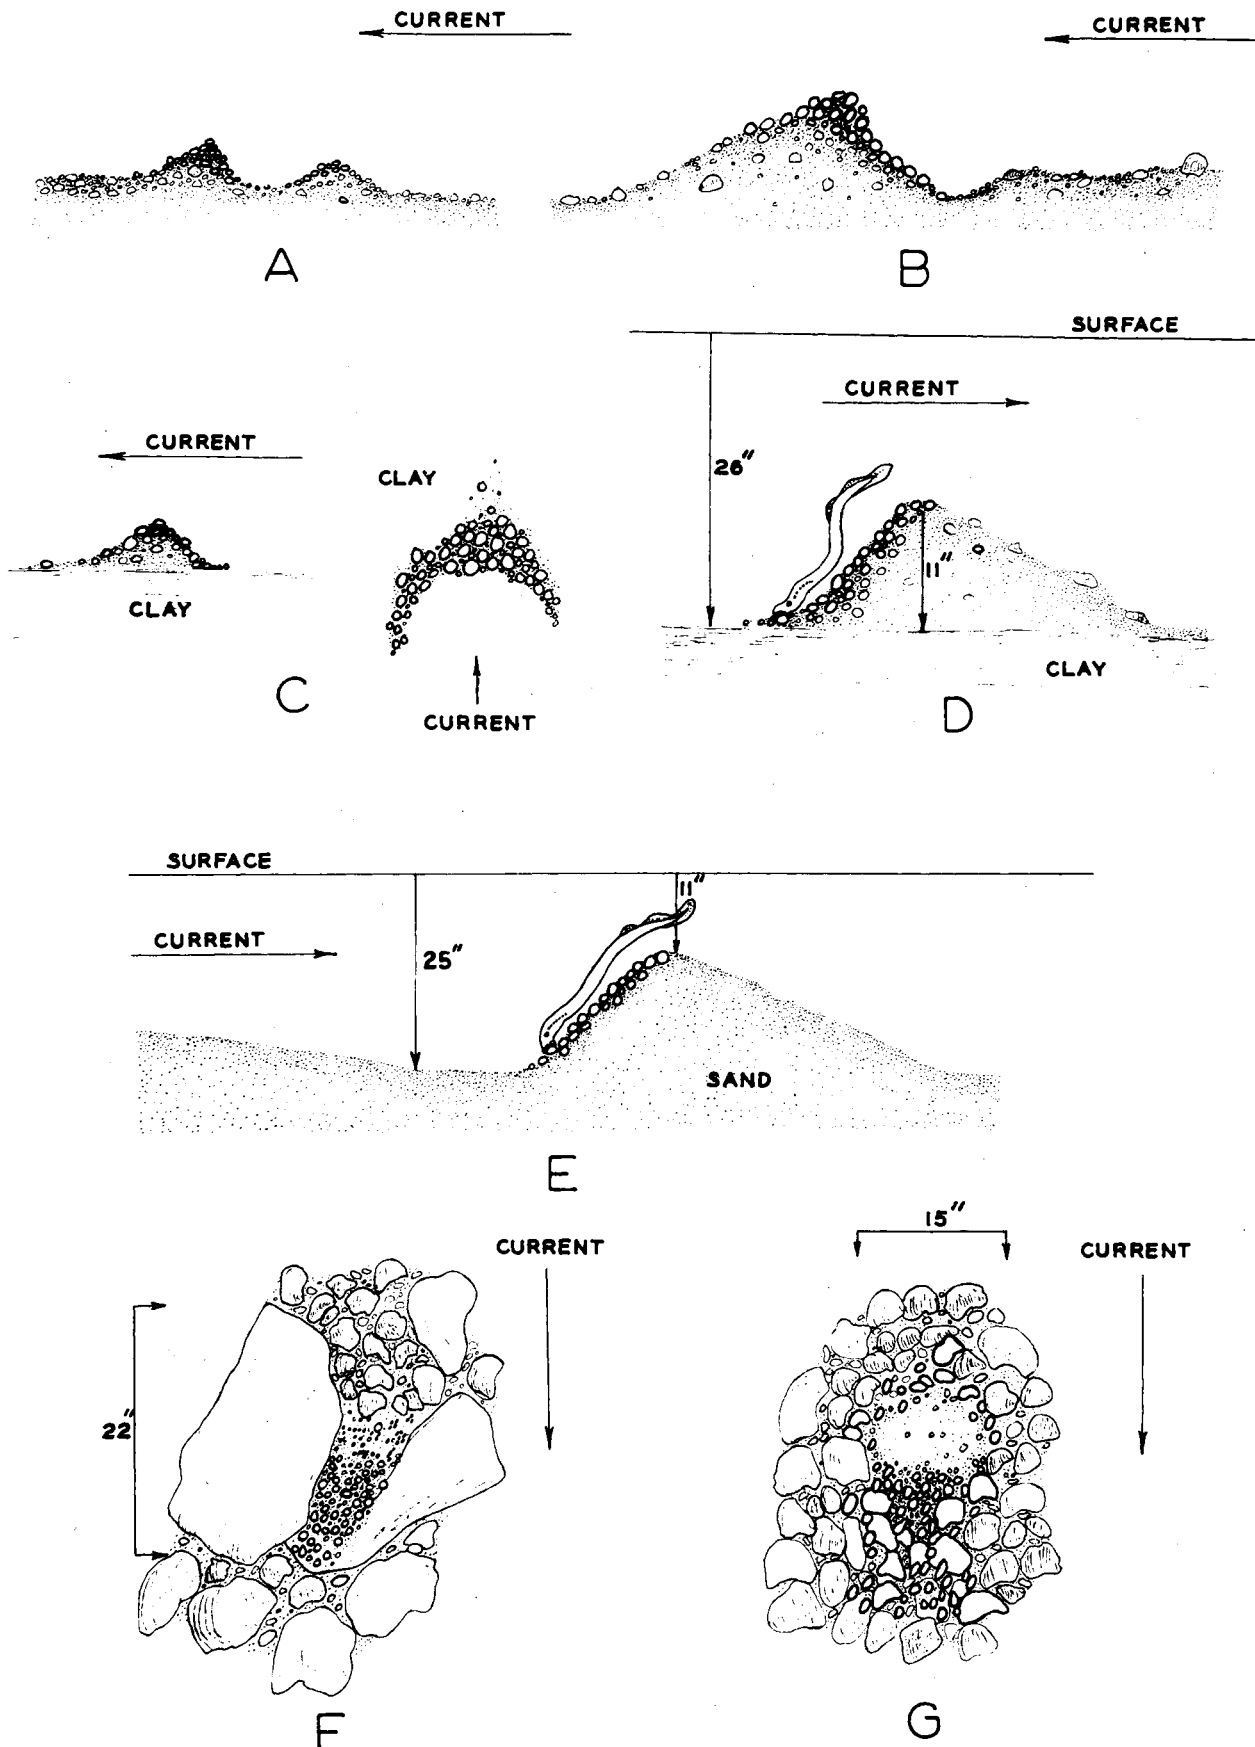 CURRENT
CURRENT
A
B
SURFACE
CURRENT
CURRENT
CLAY
26"
11"
CLAY
CLAY
C
CURRENT
D
SURFACE
11"
CURRENT
25"
SAND
E
15"
CURRENT
CURRENT
22"
F
G